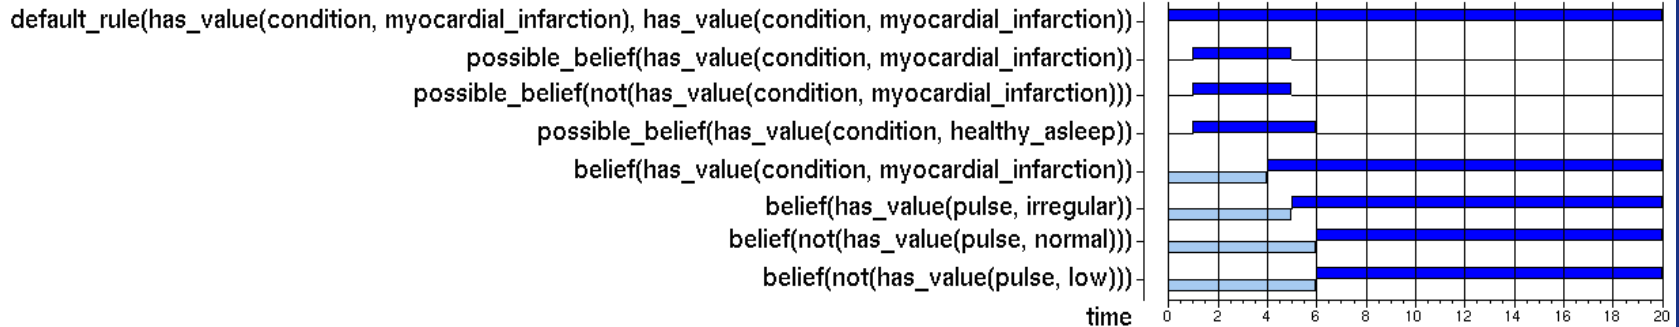 default_rule(has_value(condition, myocardial_infarction), has_value(condition, myocardial_infarction))
possible_belief(has_value(condition, myocardial_infarction))
possible_belief(not(has_value(condition, myocardial_infarction)))
possible_belief(has_value(condition, healthy_asleep))
belief(has_value(condition, myocardial_infarction))
belief(has_value(pulse, irregular))
belief(not(has_value(pulse, normal)))
belief(not(has_value(pulse, low)))
time 0 2 4 6 8 10 12 14 16 18 20